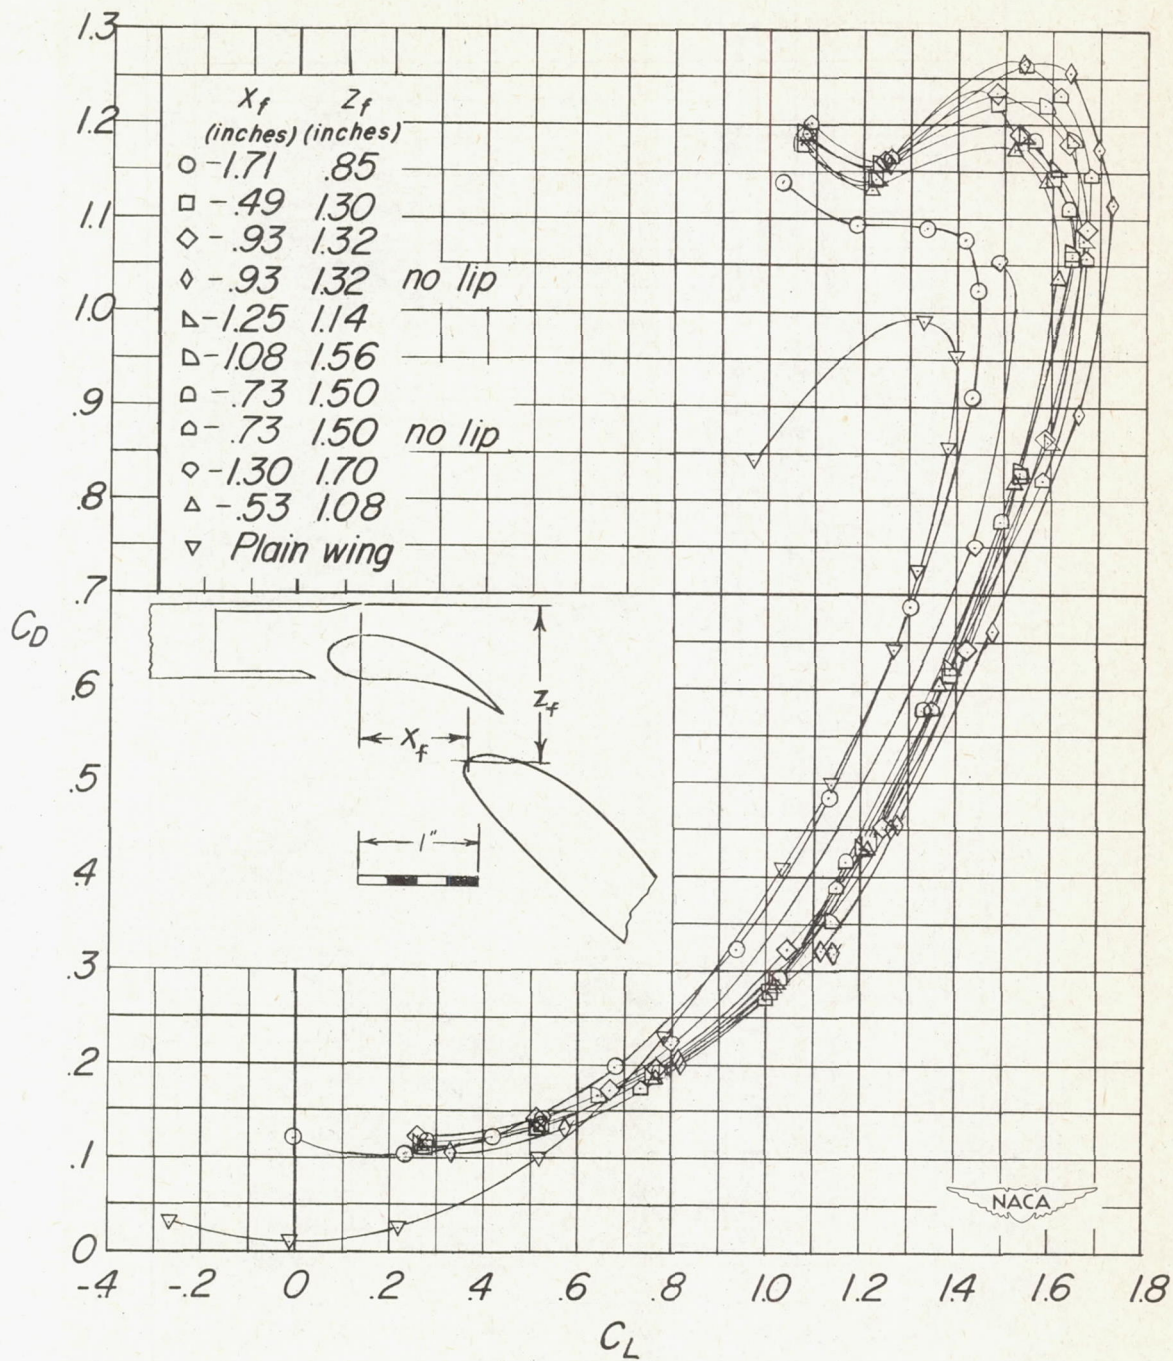 1.3
1.2
1.1
1.0
.9
.8
.7
.6
.5
.4
.3
.2
.1
0
C_D
x_f z_f
(inches) (inches)
-1.71 .85
-.49 1.30
-.93 1.32
-.93 1.32 no lip
-1.25 1.14
-1.08 1.56
-.73 1.50
-.73 1.50 no lip
-1.30 1.70
-.53 1.08
Plain wing
z_f
x_f
1"
NACA
-.4 -.2 0 .2 .4 .6 .8 1.0 1.2 1.4 1.6 1.8
C_L